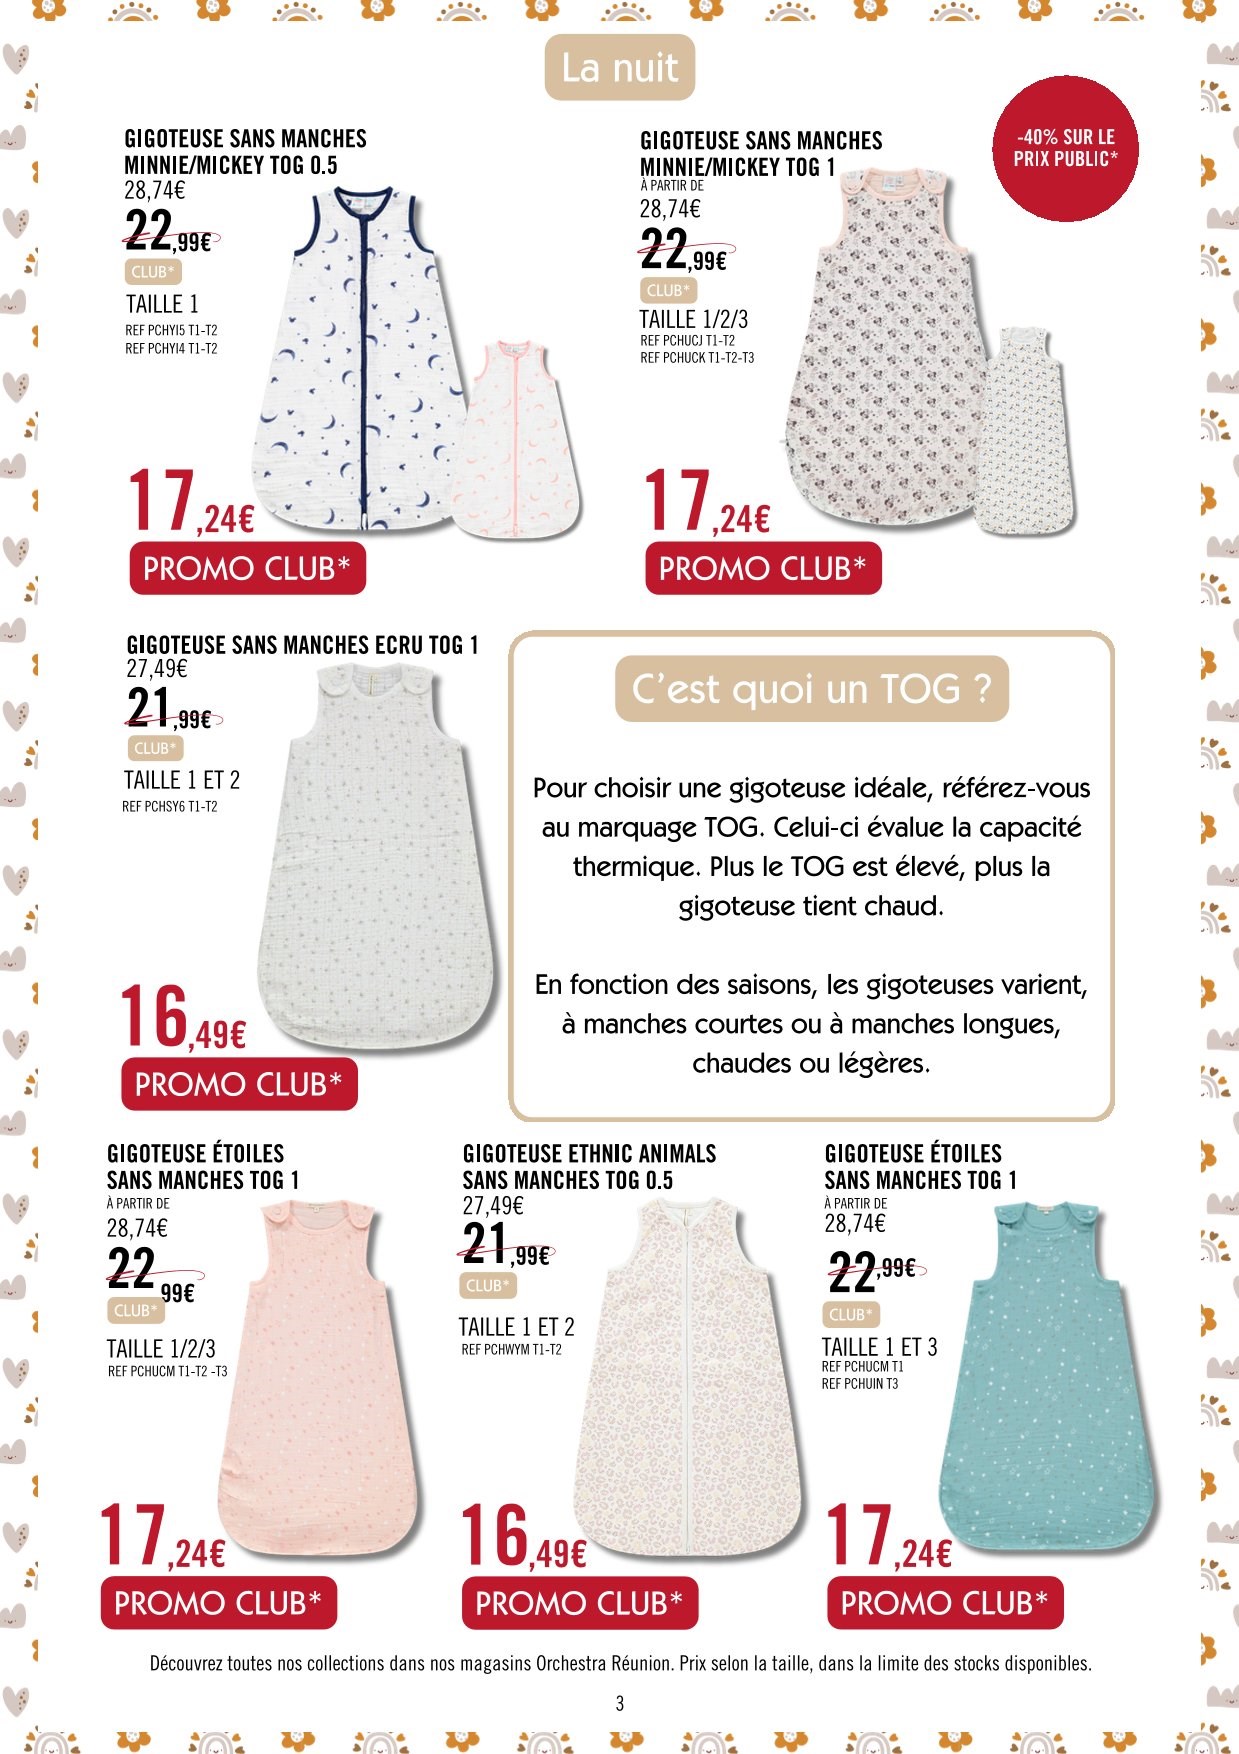 La nuit
-40% SUR LE
PRIX PUBLIC*
GIGOTEUSE SANS MANCHES
MINNIE/MICKEY TOG 0.5
28,74€
22,99€
CLUB*
TAILLE 1
REF PCHYI5 T1-T2
REF PCHYI4 T1-T2
17,24€
PROMO CLUB*
GIGOTEUSE SANS MANCHES
MINNIE/MICKEY TOG 1
À PARTIR DE
28,74€
22,99€
CLUB*
TAILLE 1/2/3
REF PCHUCJ T1-T2
REF PCHUCK T1-T2-T3
17,24€
PROMO CLUB*
GIGOTEUSE SANS MANCHES ECRU TOG 1
27,49€
21,99€
CLUB*
TAILLE 1 ET 2
REF PCHSY6 T1-T2
16,49€
PROMO CLUB*
C'est quoi un TOG ?
Pour choisir une gigoteuse idéale, référez-vous
au marquage TOG. Celui-ci évalue la capacité
thermique. Plus le TOG est élevé, plus la
gigoteuse tient chaud.
En fonction des saisons, les gigoteuses varient,
à manches courtes ou à manches longues,
chaudes ou légères.
GIGOTEUSE ÉTOILES
SANS MANCHES TOG 1
À PARTIR DE
28,74€
22 99€
CLUB*
TAILLE 1/2/3
REF PCHUCM T1-T2 -T3
17,24€
PROMO CLUB*
GIGOTEUSE ETHNIC ANIMALS
SANS MANCHES TOG 0.5
27,49€
21,99€
CLUB*
TAILLE 1 ET 2
REF PCHWYM T1-T2
16,49€
PROMO CLUB*
GIGOTEUSE ÉTOILES
SANS MANCHES TOG 1
À PARTIR DE
28,74€
22,99€
CLUB*
TAILLE 1 ET 3
REF PCHUCM T1
REF PCHUIN T3
17,24€
PROMO CLUB*
Découvrez toutes nos collections dans nos magasins Orchestra Réunion. Prix selon la taille, dans la limite des stocks disponibles.
3